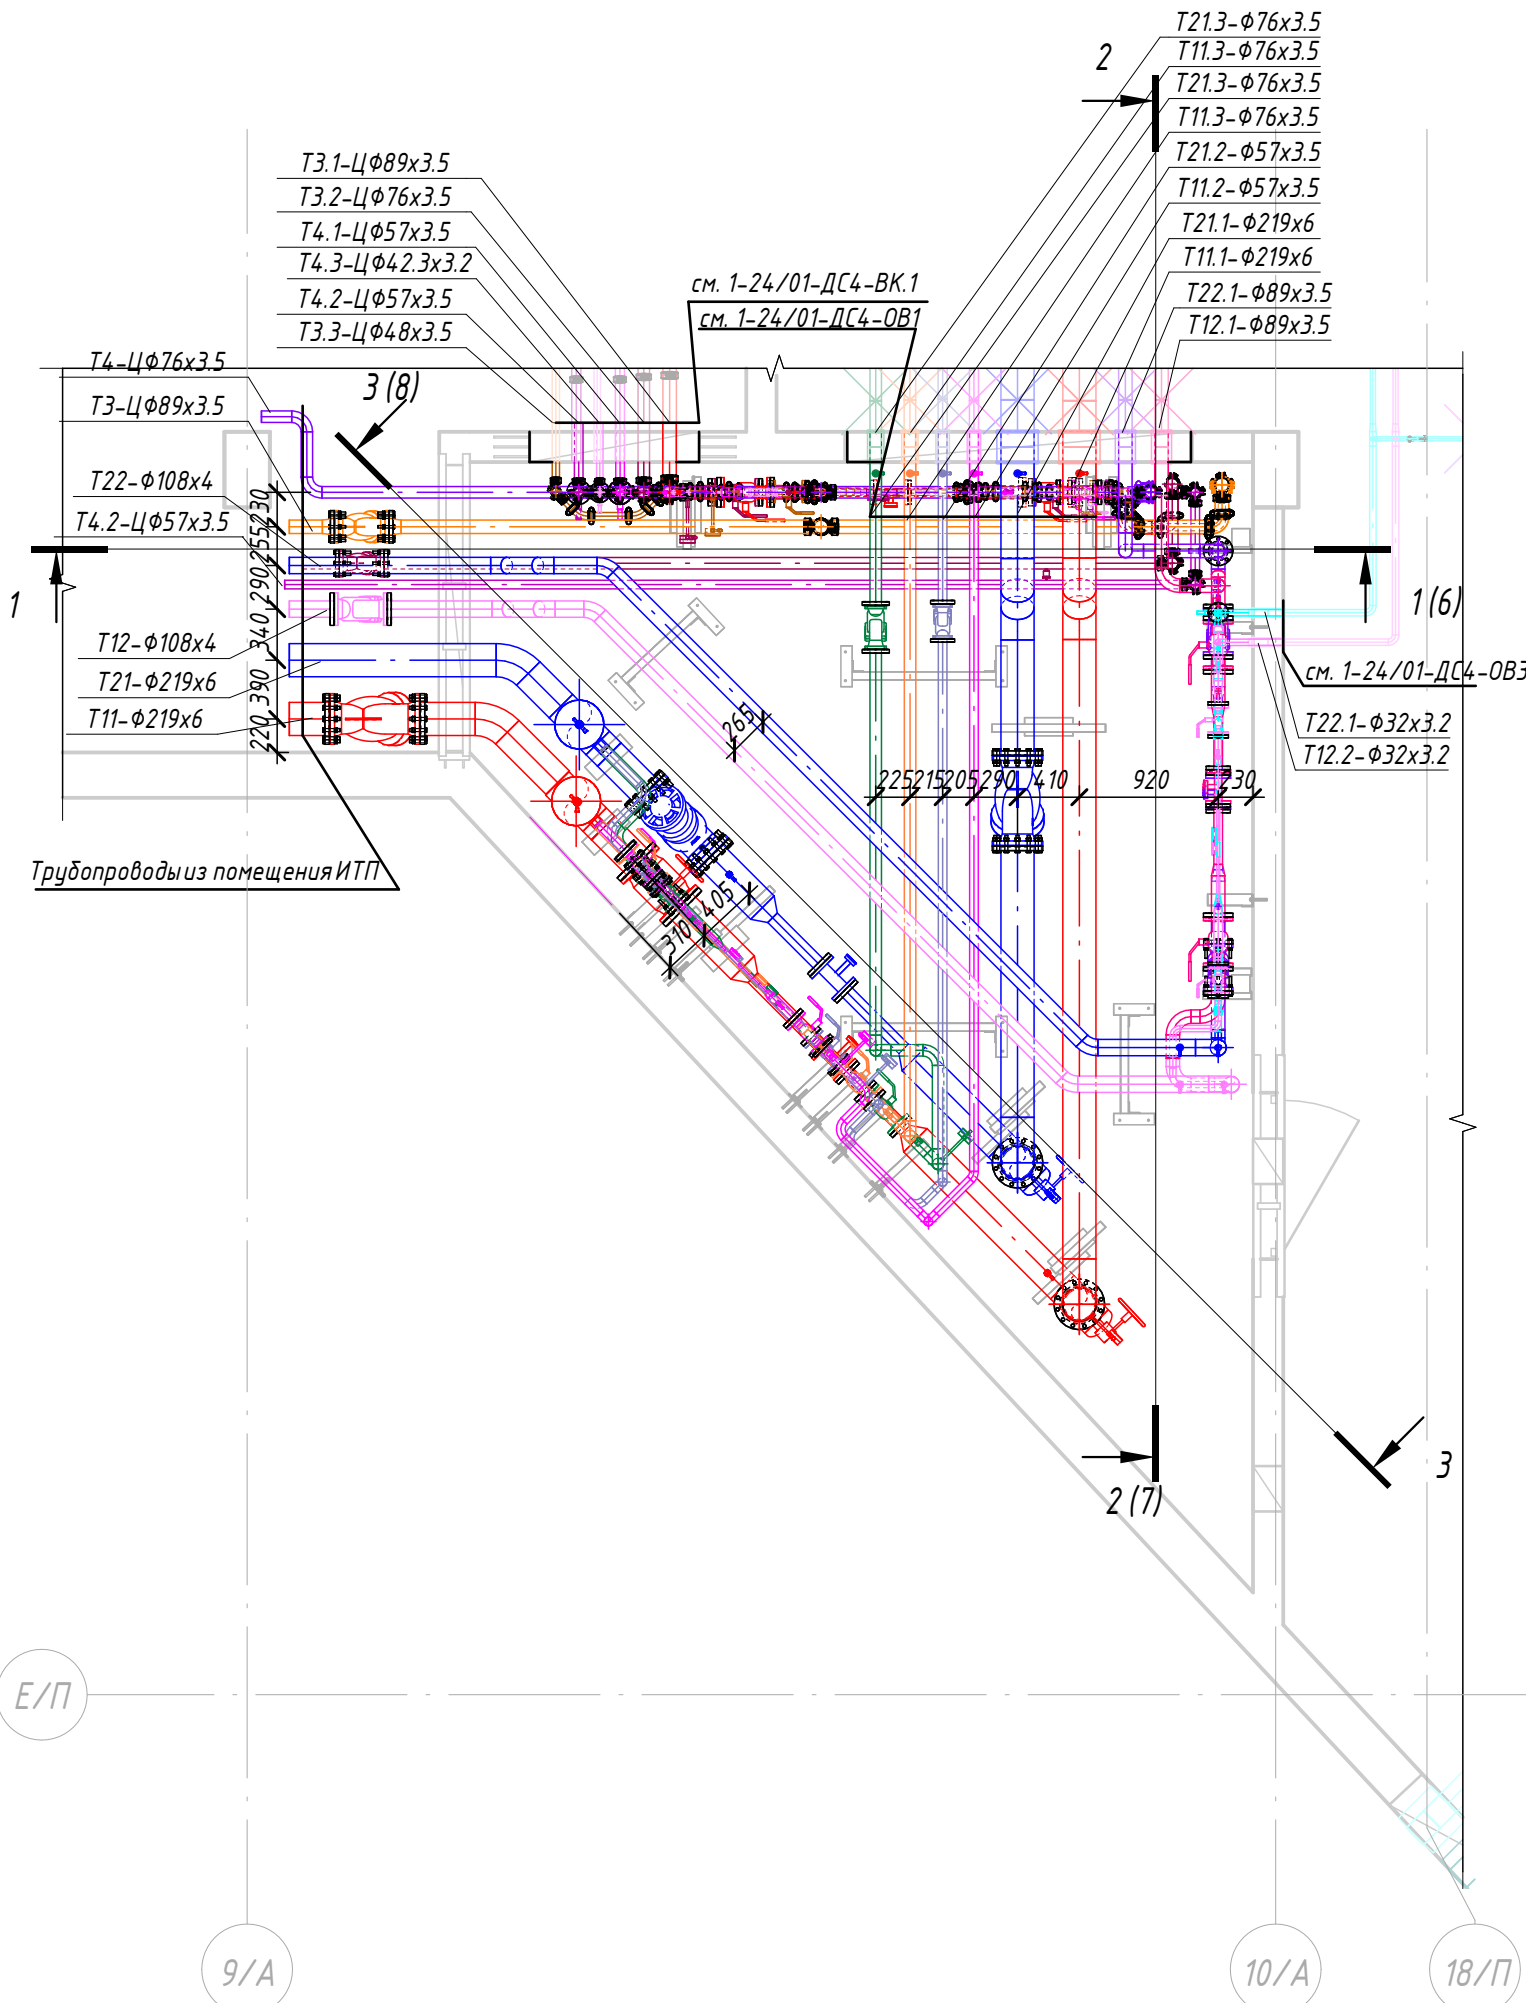 Т21.3-Ф76х3.5
Т11.3-Ф76х3.5
Т21.3-Ф76х3.5
Т11.3-Ф76х3.5
Т21.2-Ф57х3.5
Т11.2-Ф57х3.5
Т21.1-Ф219х6
Т11.1-Ф219х6
Т22.1-Ф89х3.5
Т12.1-Ф89х3.5
2
Т3.1-ЦФ89х3.5
Т3.2-ЦФ76х3.5
Т4.1-ЦФ57х3.5
Т4.3-ЦФ42.3х3.2
Т4.2-ЦФ57х3.5
Т3.3-ЦФ48х3.5
см. 1-24/01-ДС4-ВК.1
см. 1-24/01-ДС4-ОВ1
Т4-ЦФ76х3.5
3 (8)
Т3-ЦФ89х3.5
Т22-Ф108х4
Т4.2-ЦФ57х3.5
230
255
290
340
390
220
1
1 (6)
Т12-Ф108х4
Т21-Ф219х6
Т11-Ф219х6
см. 1-24/01-ДС4-ОВ3
Т22.1-Ф32х3.2
Т12.2-Ф32х3.2
265
225
215
205
290
410
920
230
Трубопроводы из помещения ИТП
310
405
3
2 (7)
Е/П
9/А
10/А
18/П